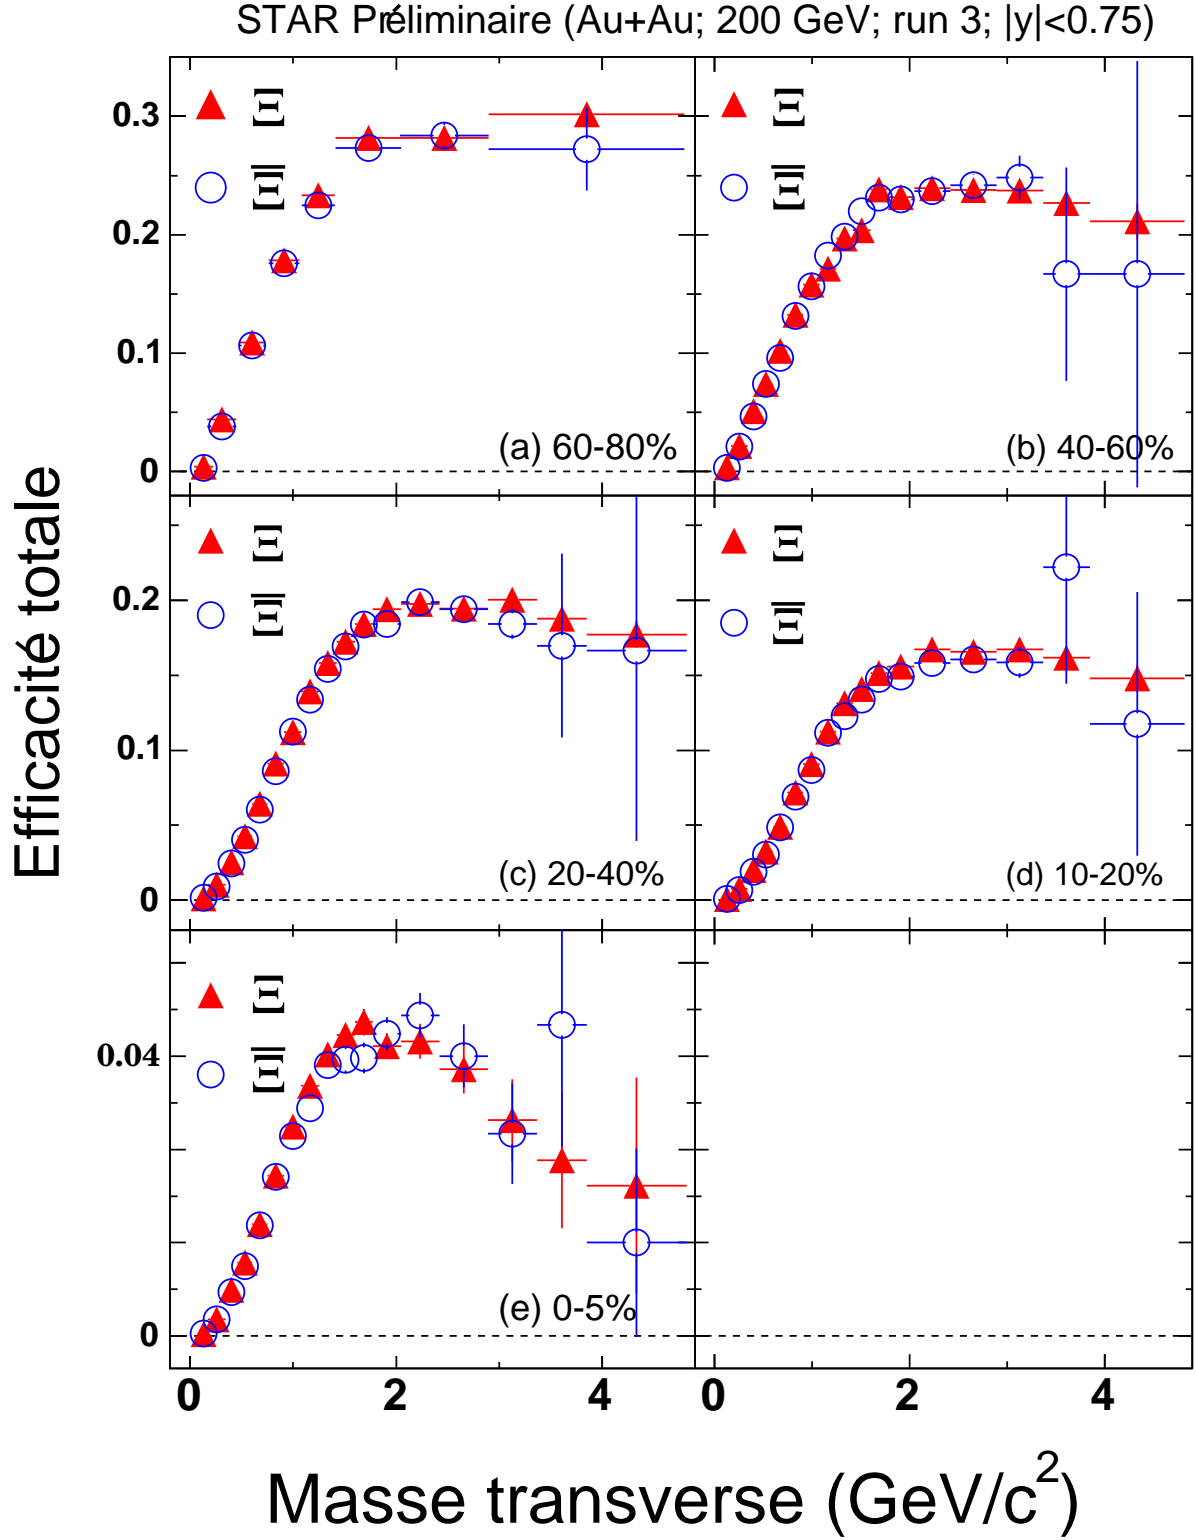 STAR Préliminaire (Au+Au; 200 GeV; run 3; |y|<0.75)
Efficacité totale
0.3
0.2
0.1
0
Ξ
Ξ̅
(a) 60-80%
Ξ
Ξ̅
(b) 40-60%
0.2
0.1
0
Ξ
Ξ̅
(c) 20-40%
Ξ
Ξ̅
(d) 10-20%
0.04
0
Ξ
Ξ̅
(e) 0-5%
0 2 4 0 2 4
Masse transverse (GeV/c²)